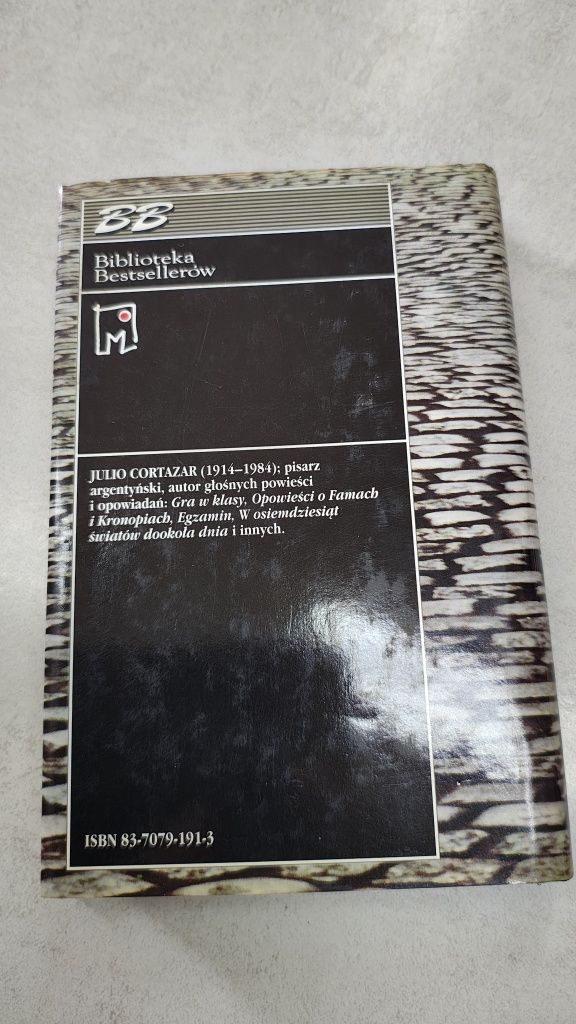 BB
Biblioteka
Bestsellerów
M
JULIO CORTAZAR (1914–1984); pisarz
argentyński, autor głośnych powieści
i opowiadań: Gra w klasy, Opowieści o Famach
i Kronopiach, Egzamin, W osiemdziesiąt
światów dookoła dnia i innych.
ISBN 83-7079-191-3